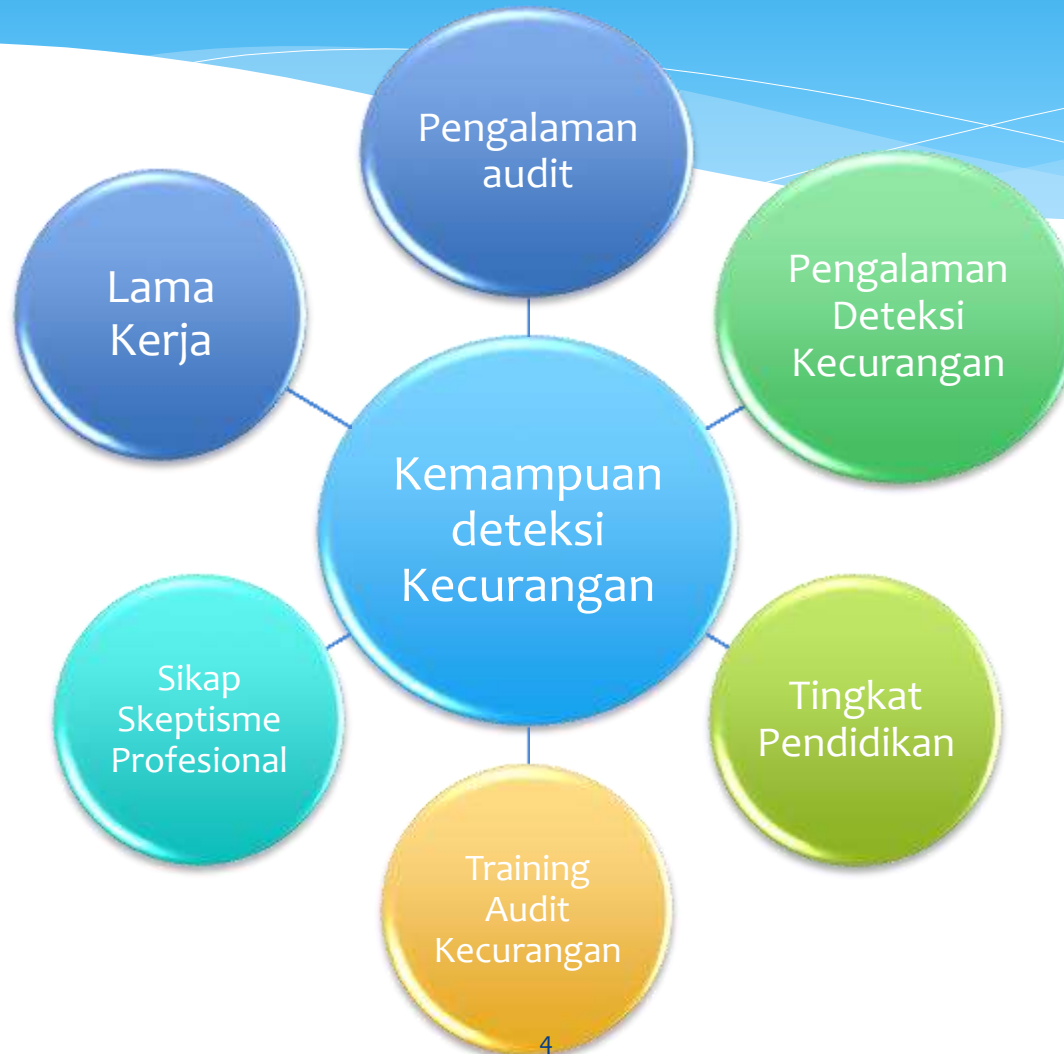 Pengalaman
audit
Pengalaman
Deteksi
Kecurangan
Lama
Kerja
Kemampuan
deteksi
Kecurangan
Sikap
Skeptisme
Profesional
Tingkat
Pendidikan
Training
Audit
Kecurangan
4